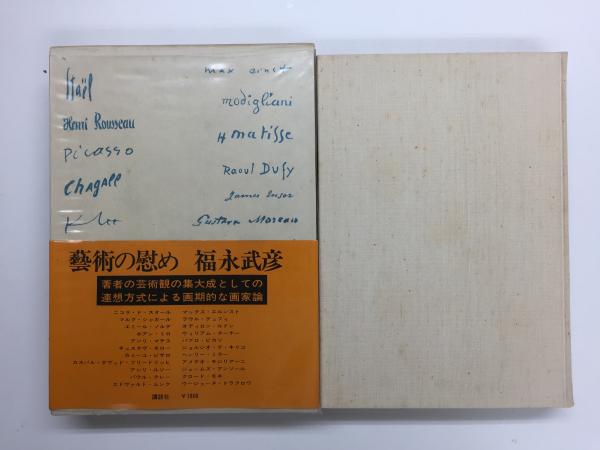 Staël
Henri Rousseau
Picasso
Chagall
Klee
max ernst
modigliani
H matisse
Raoul Dufy
James Ensor
Gustave Moreau
藝術の慰め 福永武彦
著者の芸術観の集大成としての
連想方式による画期的な画家論
ニコラ・ド・スタール
マルク・シャガール
エミール・ノルデ
ホアン・ミロ
アンリ・マチス
ギュスタヴ・モロー
カミーユ・ピサロ
カスパル・ダヴッド・フリードリッヒ
アンリ・ルソー
パウル・クレー
エドヴァルト・ムンク
マックス・エルンスト
ラウル・デュフィ
オディロン・ルドン
ウィリアム・ターナー
パブロ・ピカソ
ジョルジオ・デ・キリコ
ヘンリー・ミラー
アメデオ・モジリアーニ
ジェームズ・アンソール
クロード・モネ
ウージェーヌ・ドラクロワ
講談社 ¥1800